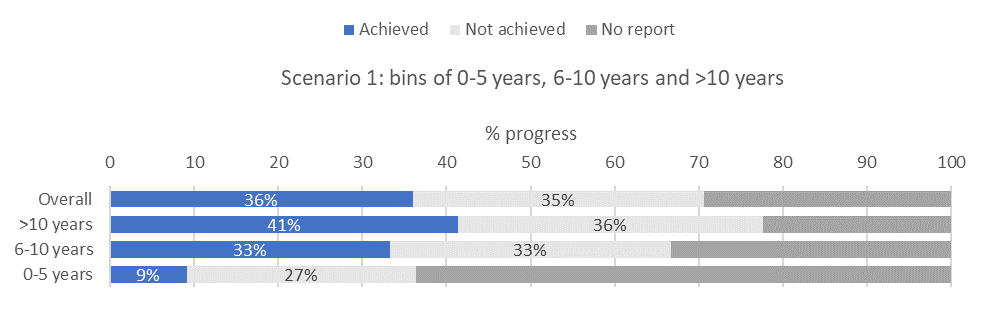 Achieved Not achieved No report
Scenario 1: bins of 0-5 years, 6-10 years and >10 years
% progress
0 10 20 30 40 50 60 70 80 90 100
Overall 36% 35%
>10 years 41% 36%
6-10 years 33% 33%
0-5 years 9% 27%